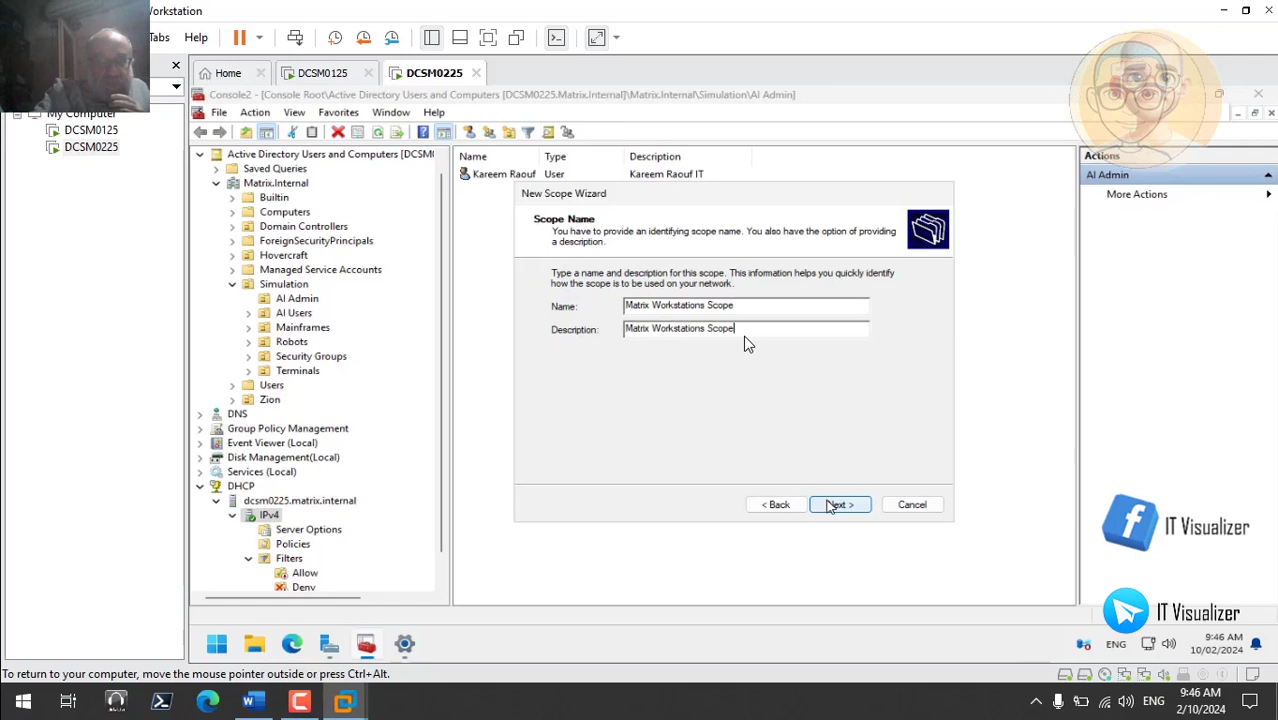 Workstation
Tabs Help
Home DCSM0125 DCSM0225
Console2 - [Console Root\Active Directory Users and Computers [DCSM0225.Matrix.Internal]\Matrix.Internal\Simulation\AI Admin]
File Action View Favorites Window Help
My Computer
DCSM0125
DCSM0225
Active Directory Users and Computers [DCSM
Saved Queries
Matrix.Internal
Builtin
Computers
Domain Controllers
ForeignSecurityPrincipals
Hovercraft
Managed Service Accounts
Simulation
AI Admin
AI Users
Mainframes
Robots
Security Groups
Terminals
Users
Zion
DNS
Group Policy Management
Event Viewer (Local)
Disk Management(Local)
Services (Local)
DHCP
dcsm0225.matrix.internal
IPv4
Server Options
Policies
Filters
Allow
Deny
Name Type Description
Kareem Raouf User Kareem Raouf IT
New Scope Wizard
Scope Name
You have to provide an identifying scope name. You also have the option of providing
a description.
Type a name and description for this scope. This information helps you quickly identify
how the scope is to be used on your network.
Name: Matrix Workstations Scope
Description: Matrix Workstations Scope
< Back Next > Cancel
Actions
AI Admin
More Actions
IT Visualizer
IT Visualizer
ENG 9:46 AM
10/02/2024
To return to your computer, move the mouse pointer outside or press Ctrl+Alt.
ENG 9:46 AM
2/10/2024